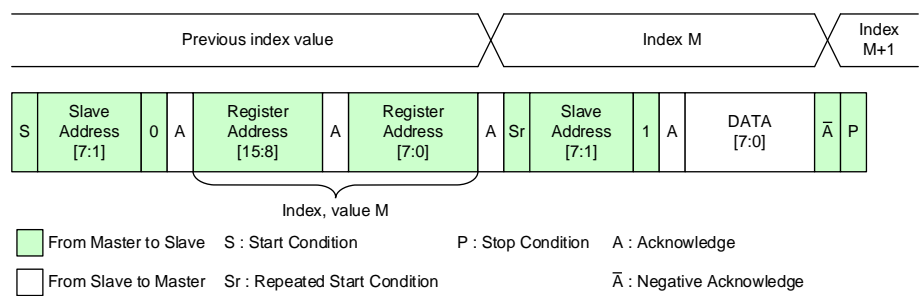 Previous index value
Index M
Index
M+1
S
Slave
Address
[7:1]
0
A
Register
Address
[15:8]
A
Register
Address
[7:0]
A
Sr
Slave
Address
[7:1]
1
A
DATA
[7:0]
A̅
P
Index, value M
From Master to Slave
S : Start Condition
P : Stop Condition
A : Acknowledge
From Slave to Master
Sr : Repeated Start Condition
A̅ : Negative Acknowledge